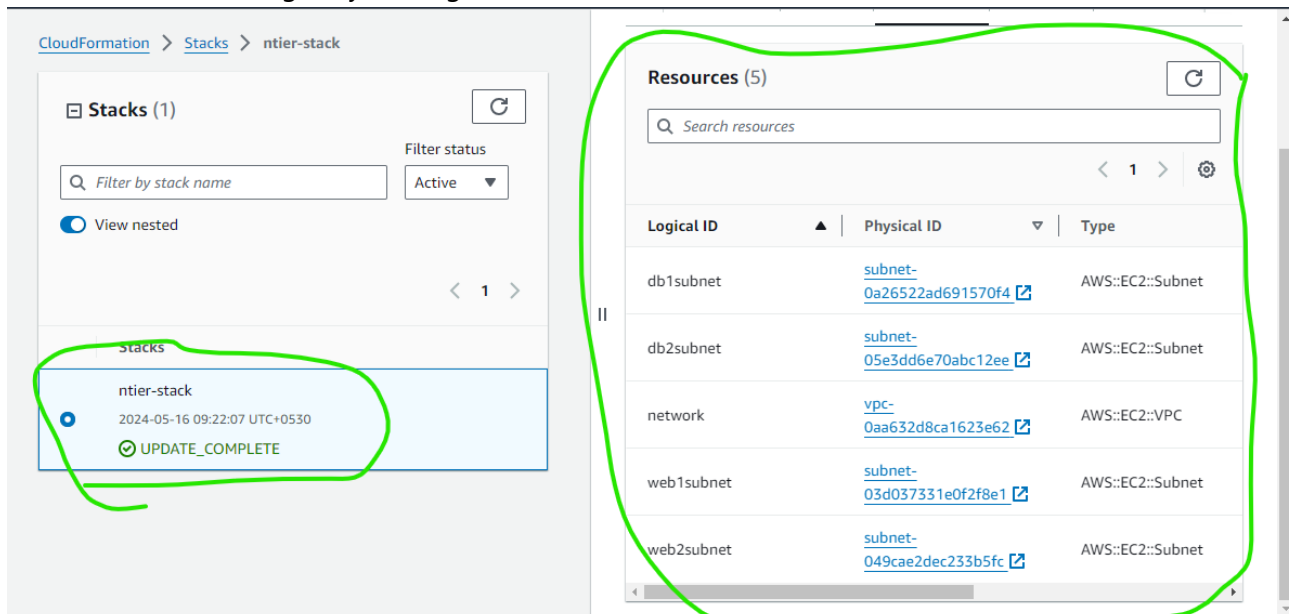 CloudFormation > Stacks > ntier-stack
Stacks (1)
Filter status
Filter by stack name
Active
View nested
< 1 >
Stacks
ntier-stack
2024-05-16 09:22:07 UTC+0530
UPDATE_COMPLETE
Resources (5)
Search resources
< 1 >
Logical ID Physical ID Type
db1subnet subnet-0a26522ad691570f4 AWS::EC2::Subnet
db2subnet subnet-05e3dd6e70abc12ee AWS::EC2::Subnet
network vpc-0aa632d8ca1623e62 AWS::EC2::VPC
web1subnet subnet-03d037331e0f2f8e1 AWS::EC2::Subnet
web2subnet subnet-049cae2dec233b5fc AWS::EC2::Subnet